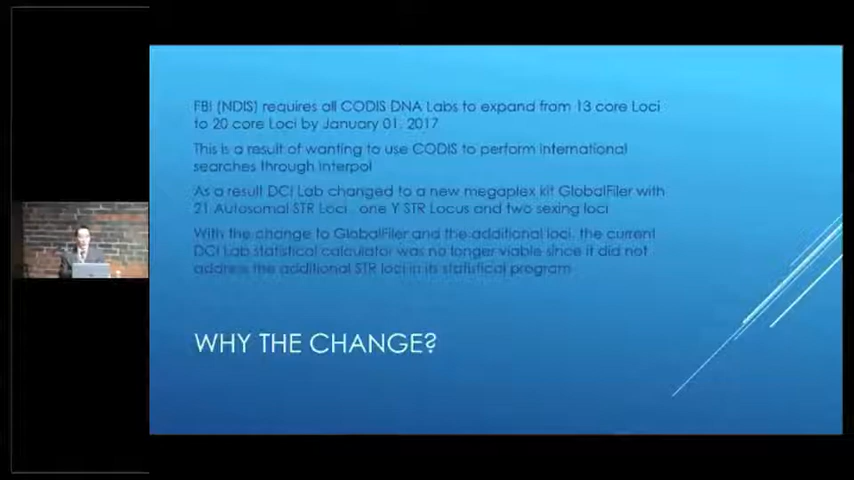 FBI (NDIS) requires all CODIS DNA Labs to expand from 13 core Loci
to 20 core Loci by January 01, 2017
This is a result of wanting to use CODIS to perform international
searches through Interpol
As a result DCI Lab changed to a new megaplex kit GlobalFiler with
21 Autosomal STR Loci, one Y STR Locus and two sexing loci
With the change to GlobalFiler and the additional loci, the current
DCI Lab statistical calculator was no longer viable since it did not
address the additional STR loci in its statistical program
WHY THE CHANGE?